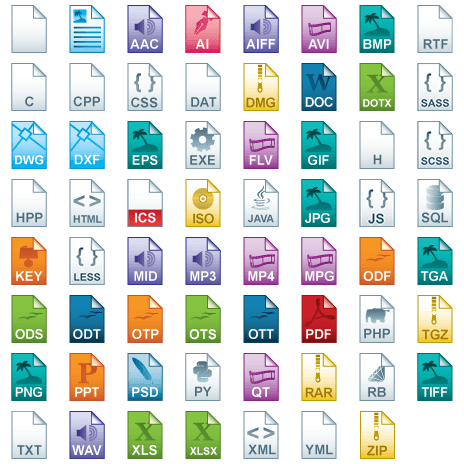 AAC AI AIFF AVI BMP RTF
C CPP { } CSS DAT DMG W DOC X DOTX { } SASS
DWG DXF EPS EXE FLV GIF H { } SCSS
HPP < > HTML ICS ISO JAVA JPG { } JS SQL
KEY { } LESS MID MP3 MP4 MPG ODF TGA
ODS ODT OTP OTS OTT PDF PHP TGZ
PNG P PPT PSD PY QT RAR RB TIFF
TXT WAV X XLS X XLSX < > XML YML ZIP